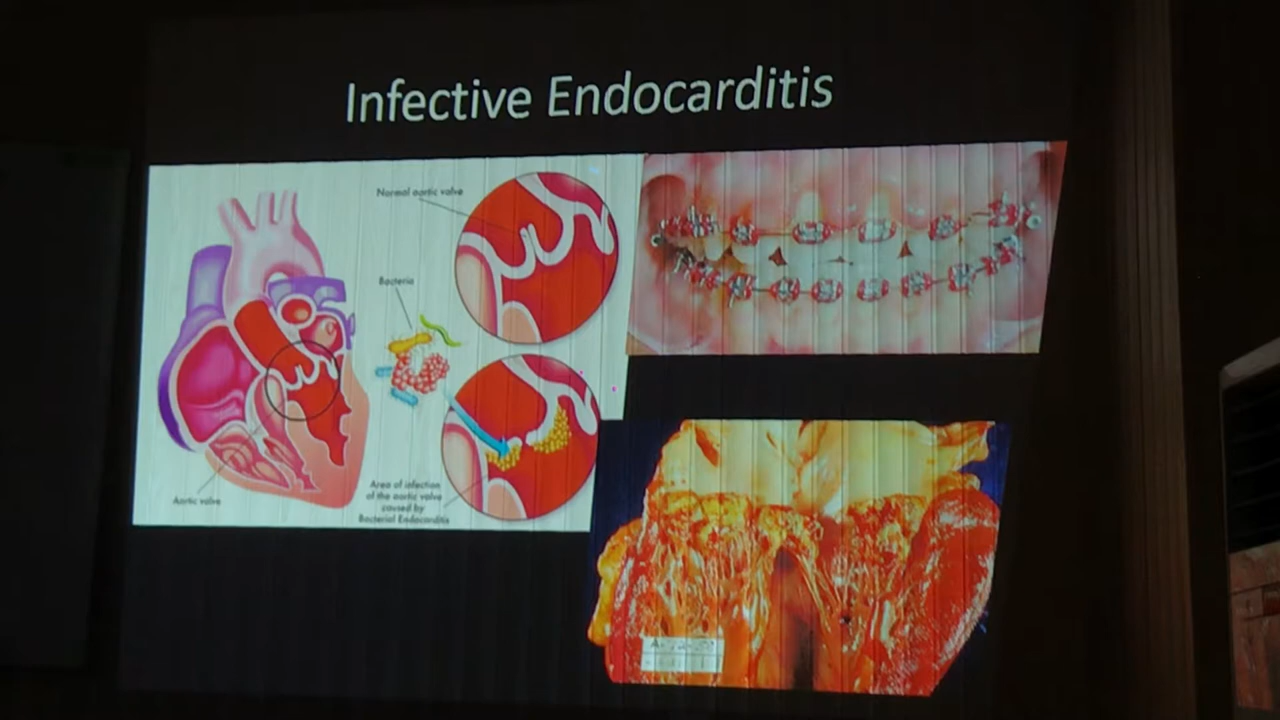 Infective Endocarditis
Normal aortic valve
Bacteria
Aortic valve
Area of infection
of the aortic valve
caused by
Bacterial Endocarditis